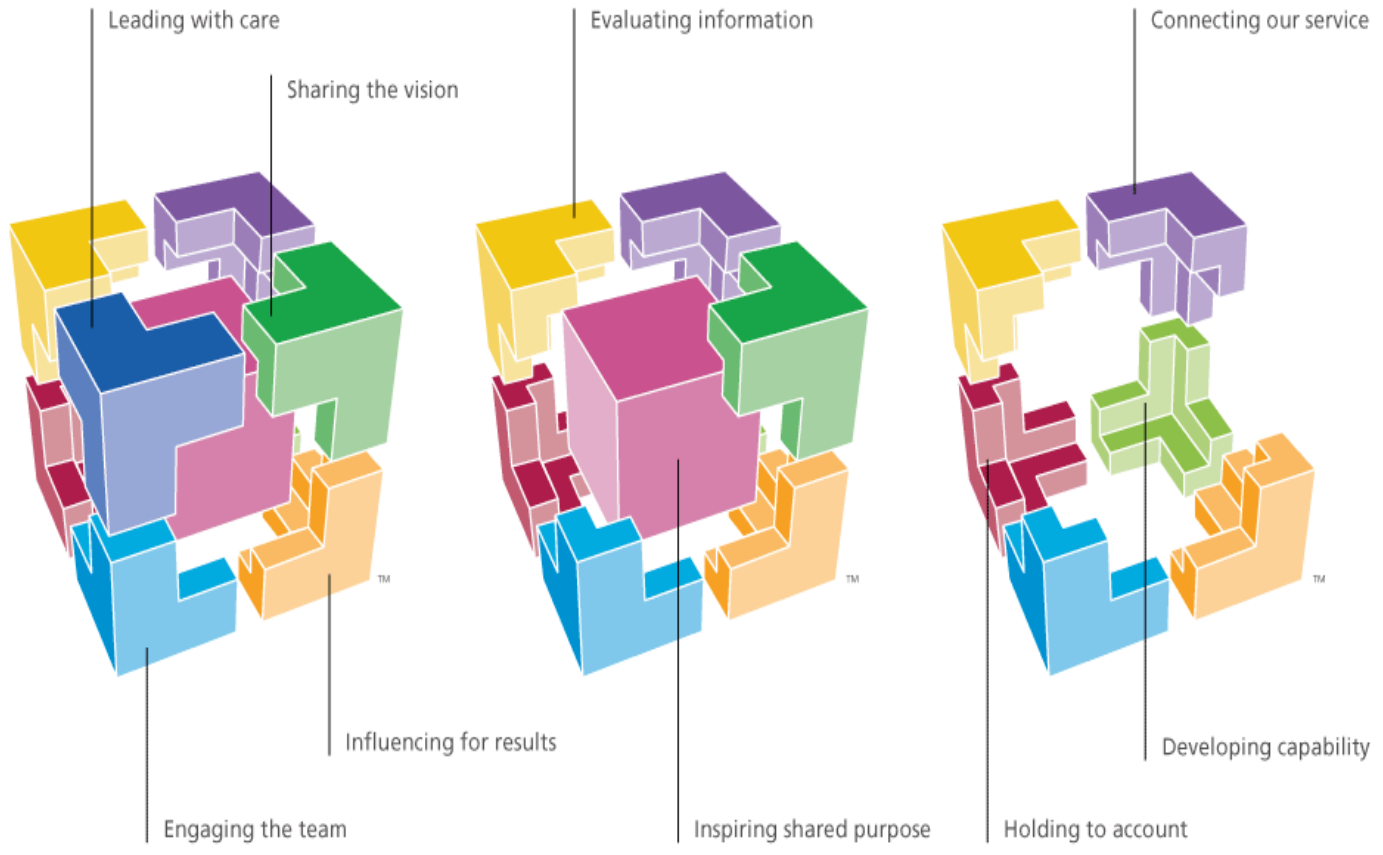 Leading with care
Evaluating information
Connecting our service
Sharing the vision
TM
TM
TM
Influencing for results
Developing capability
Engaging the team
Inspiring shared purpose
Holding to account